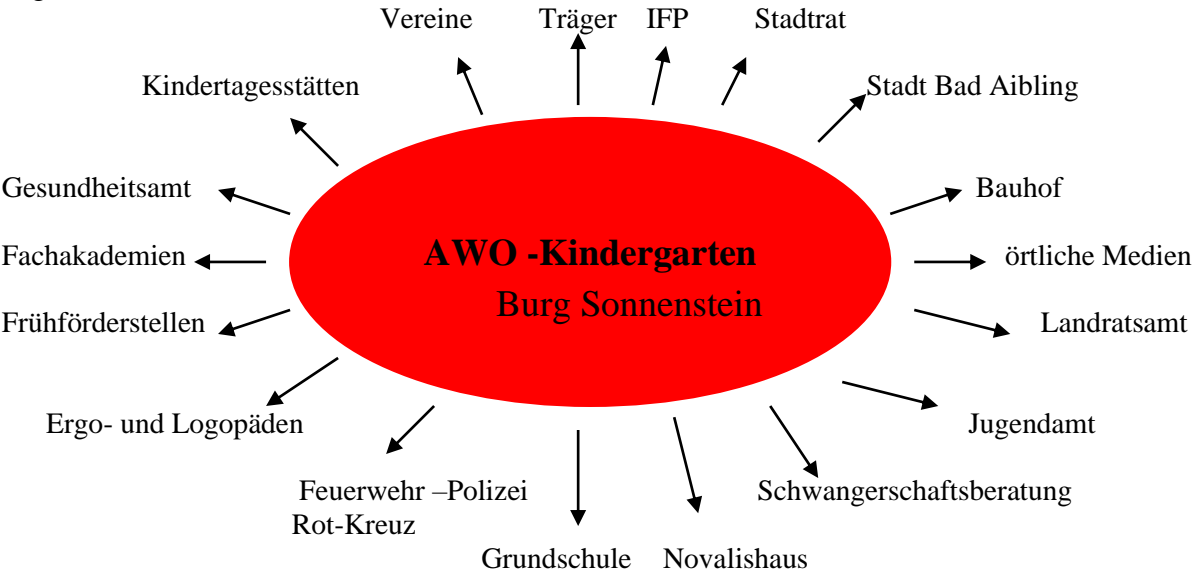 Vereine Träger IFP Stadtrat
Kindertagesstätten Stadt Bad Aibling
Gesundheitsamt Bauhof
AWO -Kindergarten
Fachakademien örtliche Medien
Burg Sonnenstein
Frühförderstellen Landratsamt
Ergo- und Logopäden Jugendamt
Feuerwehr –Polizei Schwangerschaftsberatung
Rot-Kreuz
Grundschule Novalishaus